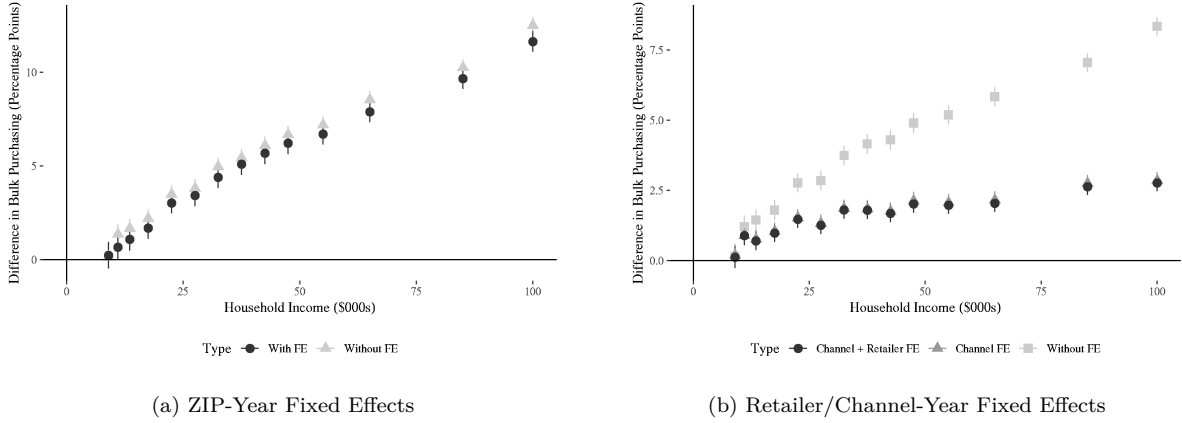 Difference in Bulk Purchasing (Percentage Points)
10
5
0
0
25
50
75
100
Household Income ($000s)
Type With FE Without FE
(a) ZIP-Year Fixed Effects
Difference in Bulk Purchasing (Percentage Points)
7.5
5.0
2.5
0.0
0
25
50
75
100
Household Income ($000s)
Type Channel + Retailer FE Channel FE Without FE
(b) Retailer/Channel-Year Fixed Effects